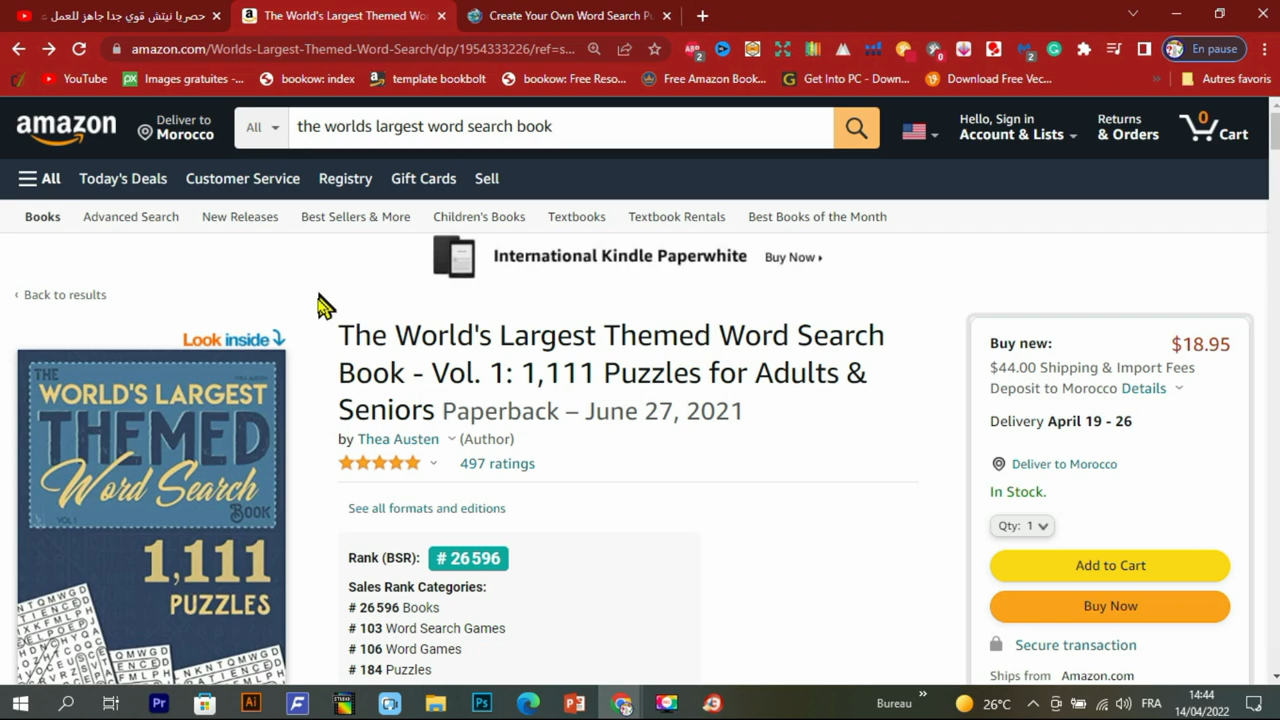 حصريا نيتش قوي جدا جاهز للعمل
The World's Largest Themed Wo
Create Your Own Word Search Pu
amazon.com/Worlds-Largest-Themed-Word-Search/dp/1954333226/ref=s...
En pause
YouTube
Images gratuites -...
bookow: index
template bookbolt
bookow: Free Reso...
Free Amazon Book...
Get Into PC - Down...
Download Free Vec...
Autres favoris
amazon
Deliver to
Morocco
All
the worlds largest word search book
Hello, Sign in
Account & Lists
Returns
& Orders
0
Cart
All
Today's Deals
Customer Service
Registry
Gift Cards
Sell
Books
Advanced Search
New Releases
Best Sellers & More
Children's Books
Textbooks
Textbook Rentals
Best Books of the Month
International Kindle Paperwhite
Buy Now
‹ Back to results
Look inside
THE
THEA AUSTEN
WORLD'S LARGEST
THEMED
Word Search
VOL 1
BOOK
1,111
PUZZLES
The World's Largest Themed Word Search
Book - Vol. 1: 1,111 Puzzles for Adults &
Seniors Paperback – June 27, 2021
by Thea Austen (Author)
497 ratings
See all formats and editions
Rank (BSR): # 26 596
Sales Rank Categories:
# 26 596 Books
# 103 Word Search Games
# 106 Word Games
# 184 Puzzles
Buy new:
$18.95
$44.00 Shipping & Import Fees
Deposit to Morocco Details
Delivery April 19 - 26
Deliver to Morocco
In Stock.
Qty: 1
Add to Cart
Buy Now
Secure transaction
Ships from Amazon.com
Bureau
26°C
FRA
14:44
14/04/2022